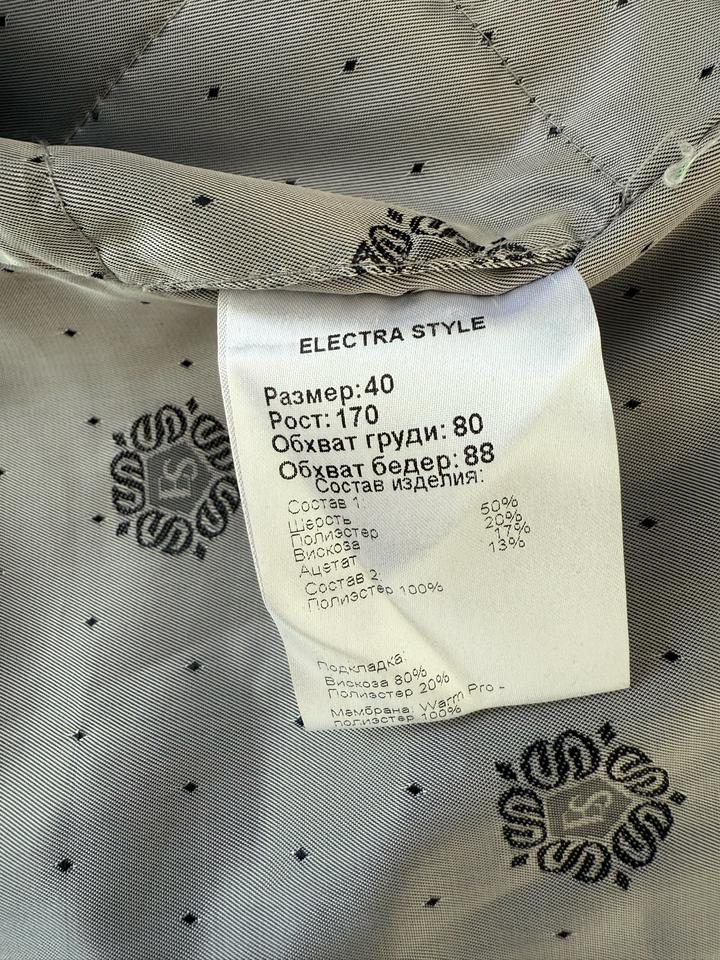 ELECTRA STYLE
Размер:40
Рост:170
Обхват груди: 80
Обхват бедер: 88
Состав изделия:
Состав 1:
Шерсть 50%
Полиэстер 20%
Вискоза 17%
Ацетат 13%
Состав 2:
Полиэстер 100%
Подкладка:
Вискоза 80%
Полиэстер 20%
Мембрана: Warm Pro -
полиэстер 100%